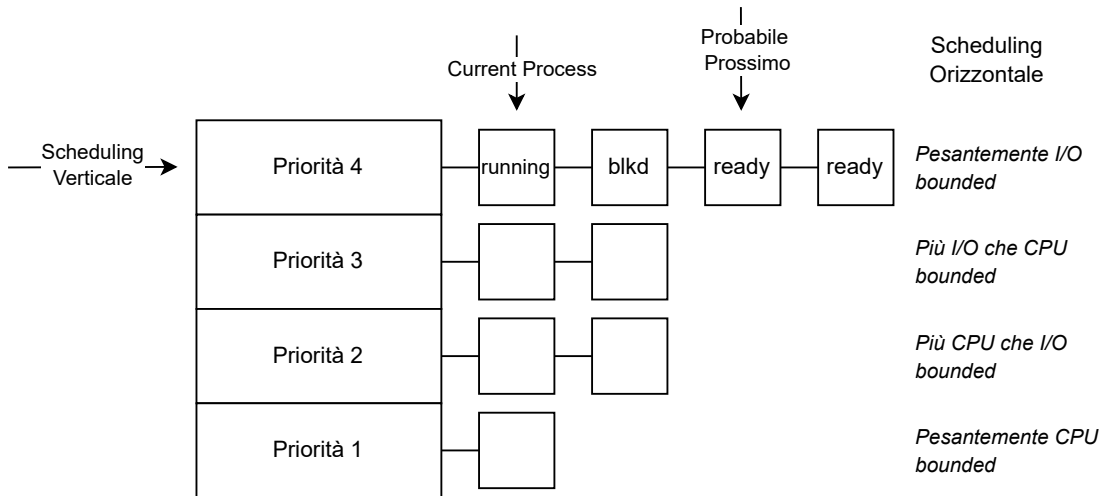 Probabile
Prossimo
Scheduling
Orizzontale
Current Process
Scheduling
Verticale
Priorità 4
running
blkd
ready
ready
Pesantemente I/O
bounded
Priorità 3
Più I/O che CPU
bounded
Priorità 2
Più CPU che I/O
bounded
Priorità 1
Pesantemente CPU
bounded